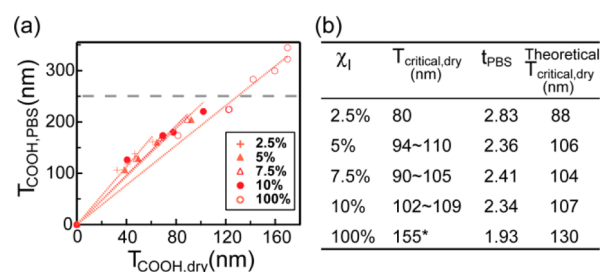 (a)
T_COOH,PBS(nm)
300
200
100
0
0 40 80 120 160
T_COOH,dry(nm)
2.5%
5%
7.5%
10%
100%
(b)
χ_I T_critical,dry (nm) t_PBS Theoretical T_critical,dry (nm)
2.5% 80 2.83 88
5% 94~110 2.36 106
7.5% 90~105 2.41 104
10% 102~109 2.34 107
100% 155* 1.93 130